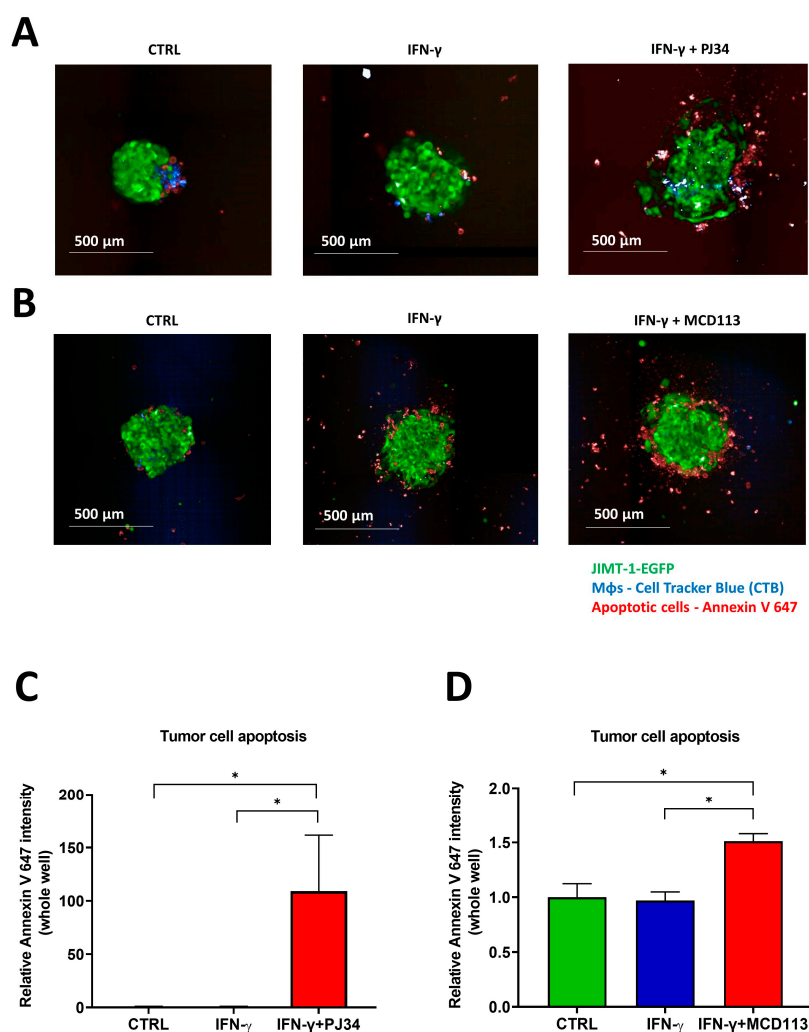 A
CTRL
IFN-γ
IFN-γ + PJ34
500 µm
500 µm
500 µm
B
CTRL
IFN-γ
IFN-γ + MCD113
500 µm
500 µm
500 µm
JIMT-1-EGFP
Mϕs - Cell Tracker Blue (CTB)
Apoptotic cells - Annexin V 647
C
Tumor cell apoptosis
*
*
Relative Annexin V 647 intensity
(whole well)
200
150
100
50
0
CTRL
IFN-γ
IFN-γ+PJ34
D
Tumor cell apoptosis
*
*
Relative Annexin V 647 intensity
(whole well)
2.0
1.5
1.0
0.5
0.0
CTRL
IFN-γ
IFN-γ+MCD113